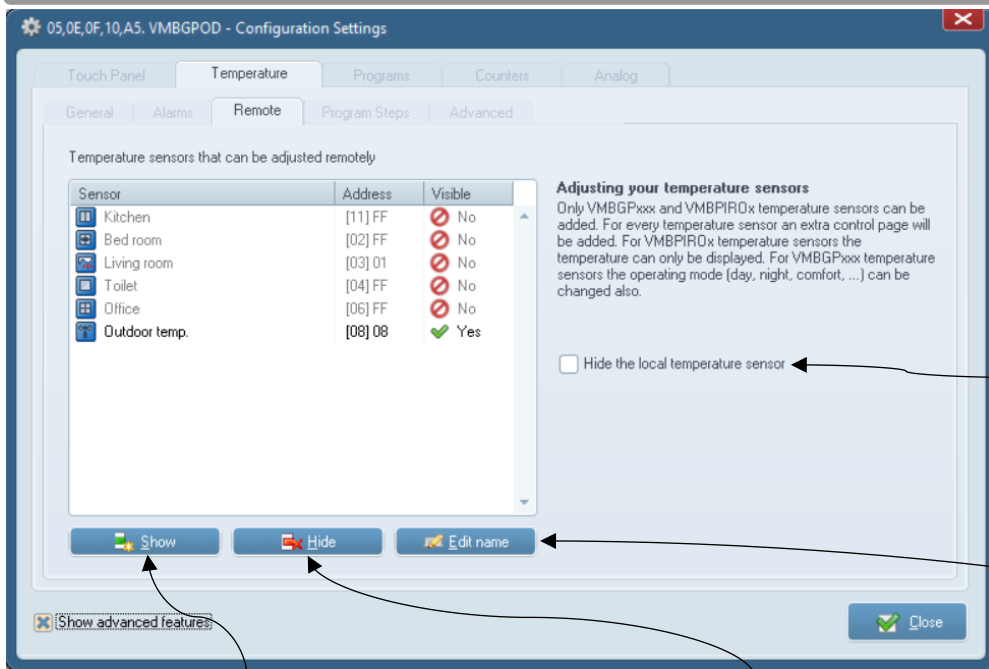 05,0E,0F,10,A5. VMBGPOD - Configuration Settings
Touch Panel Temperature Programs Counters Analog
General Alarms Remote Program Steps Advanced
Temperature sensors that can be adjusted remotely
Sensor Address Visible
Kitchen [11] FF No
Bed room [02] FF No
Living room [03] 01 No
Toilet [04] FF No
Office [06] FF No
Outdoor temp. [08] 08 Yes
Adjusting your temperature sensors
Only VMBGPxxx and VMBPIROx temperature sensors can be
added. For every temperature sensor an extra control page will
be added. For VMBPIROx temperature sensors the
temperature can only be displayed. For VMBGPxxx temperature
sensors the operating mode (day, night, comfort, ...) can be
changed also.
Hide the local temperature sensor
Show Hide Edit name
Show advanced features
Close